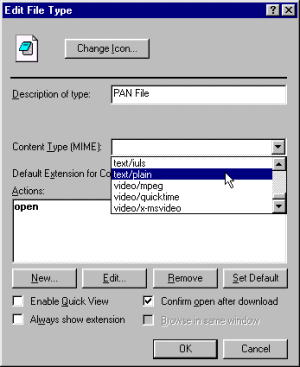 Edit File Type
Change Icon...
Description of type: PAN File
Content Type (MIME):
text/iuls
Default Extension for Co
text/plain
video/mpeg
video/quicktime
video/x-msvideo
Actions:
open
New... Edit... Remove Set Default
Enable Quick View Confirm open after download
Always show extension Browse in same window
OK Cancel